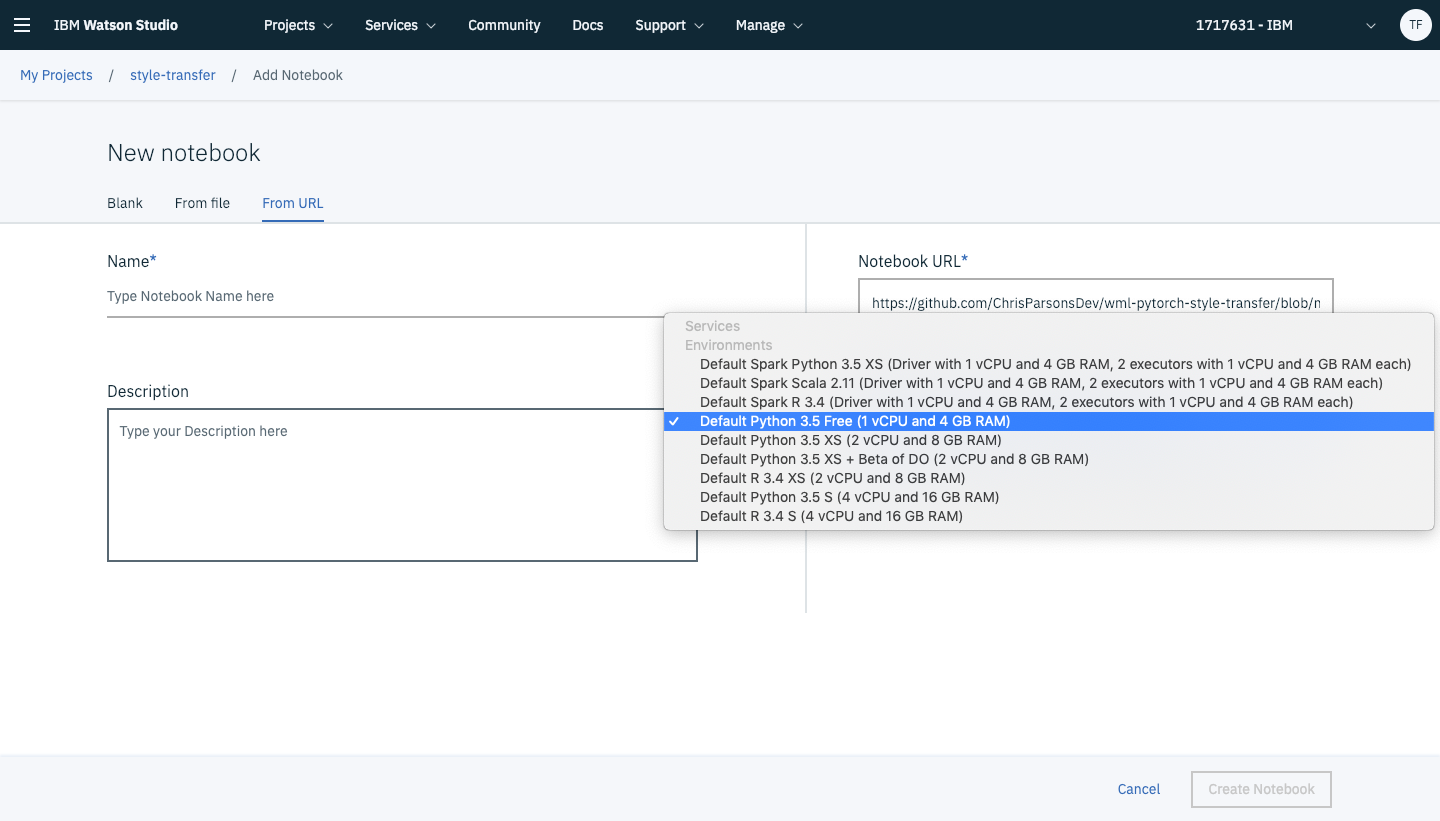 IBM Watson Studio Projects Services Community Docs Support Manage 1717631 - IBM TF
My Projects / style-transfer / Add Notebook
New notebook
Blank From file From URL
Name*
Type Notebook Name here
Description
Type your Description here
Notebook URL*
https://github.com/ChrisParsonsDev/wml-pytorch-style-transfer/blob/
Services
Environments
Default Spark Python 3.5 XS (Driver with 1 vCPU and 4 GB RAM, 2 executors with 1 vCPU and 4 GB RAM each)
Default Spark Scala 2.11 (Driver with 1 vCPU and 4 GB RAM, 2 executors with 1 vCPU and 4 GB RAM each)
Default Spark R 3.4 (Driver with 1 vCPU and 4 GB RAM, 2 executors with 1 vCPU and 4 GB RAM each)
✓ Default Python 3.5 Free (1 vCPU and 4 GB RAM)
Default Python 3.5 XS (2 vCPU and 8 GB RAM)
Default Python 3.5 XS + Beta of DO (2 vCPU and 8 GB RAM)
Default R 3.4 XS (2 vCPU and 8 GB RAM)
Default Python 3.5 S (4 vCPU and 16 GB RAM)
Default R 3.4 S (4 vCPU and 16 GB RAM)
Cancel Create Notebook